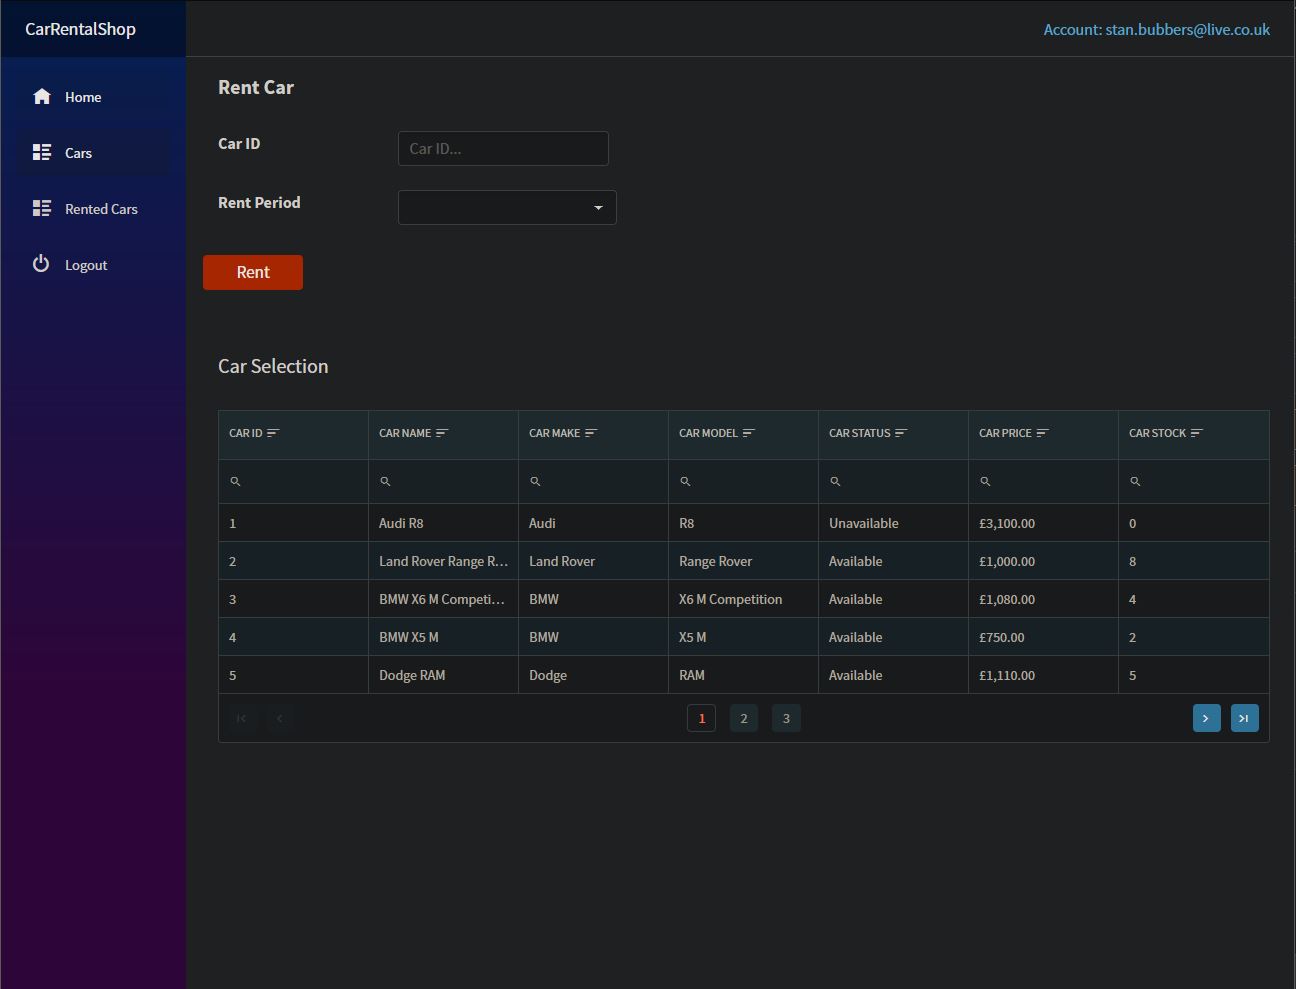 CarRentalShop
Account: stan.bubbers@live.co.uk
Home
Cars
Rented Cars
Logout
Rent Car
Car ID
Car ID...
Rent Period
Rent
Car Selection
CAR ID CAR NAME CAR MAKE CAR MODEL CAR STATUS CAR PRICE CAR STOCK
1 Audi R8 Audi R8 Unavailable £3,100.00 0
2 Land Rover Range R... Land Rover Range Rover Available £1,000.00 8
3 BMW X6 M Competi... BMW X6 M Competition Available £1,080.00 4
4 BMW X5 M BMW X5 M Available £750.00 2
5 Dodge RAM Dodge RAM Available £1,110.00 5
1 2 3